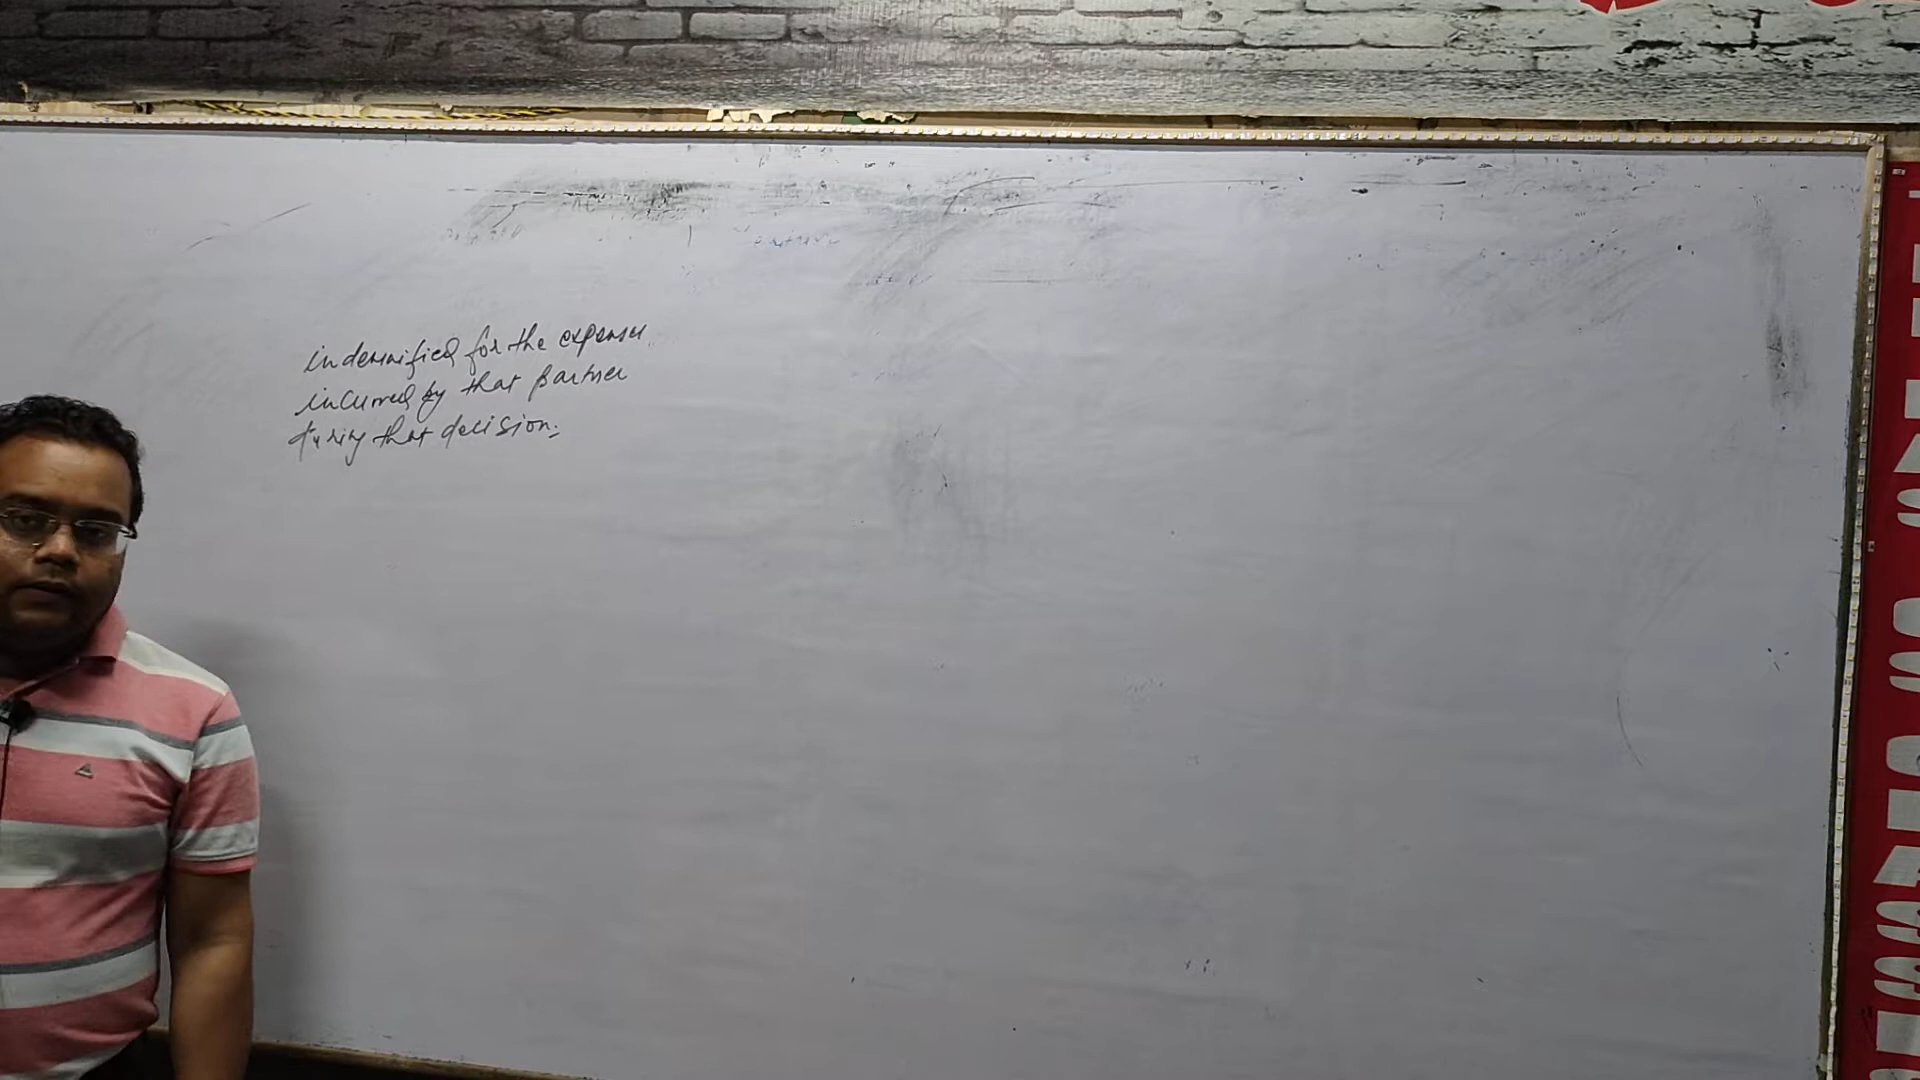 indemnified for the expenses
incurred by that partner
during that decision.